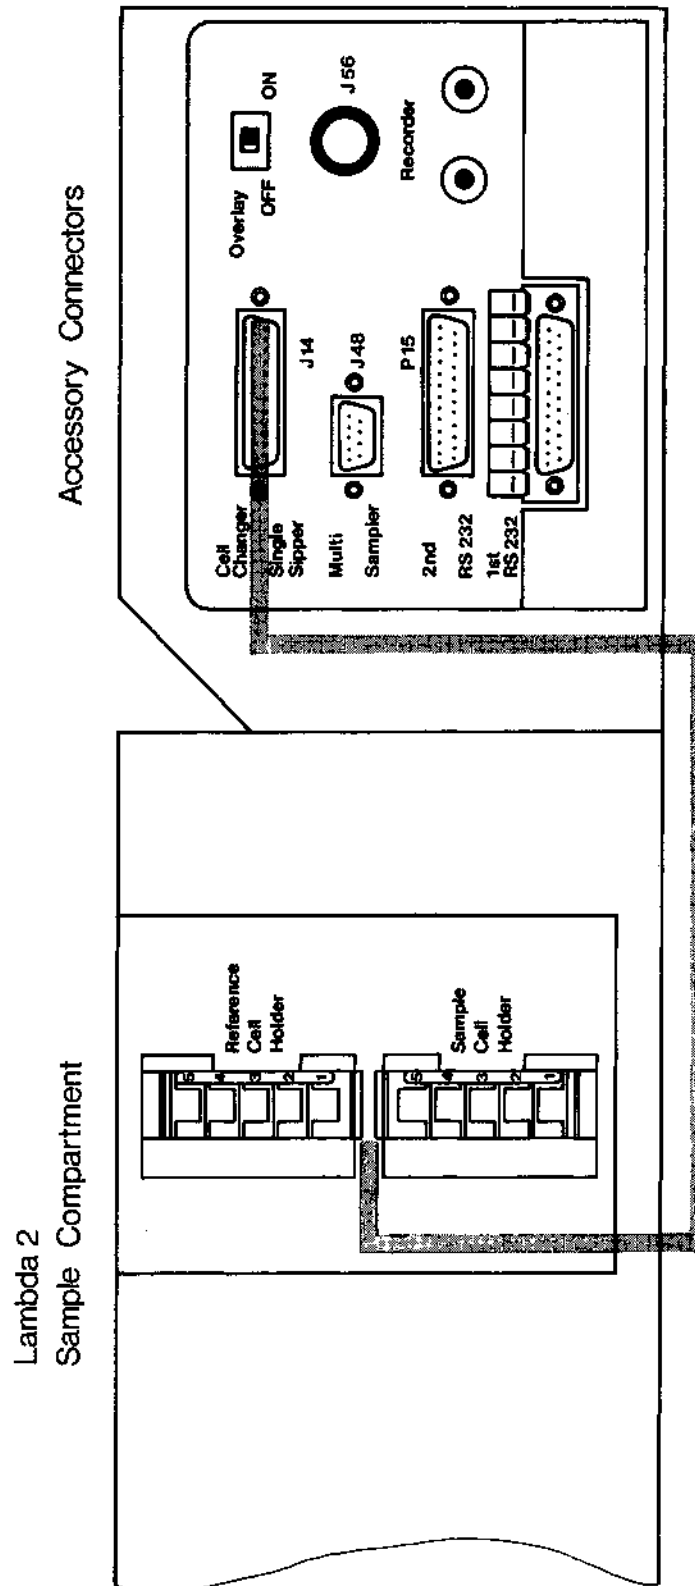 Lambda 2
Sample Compartment
Accessory Connectors
Reference
Cell
Holder
5 4 3 2 1
Sample
Cell
Holder
5 4 3 2 1
Cell
Changer
Single
Sipper
J14
Overlay
OFF
ON
Multi
Sampler
J48
J56
2nd
RS 232
P15
Recorder
1st
RS 232